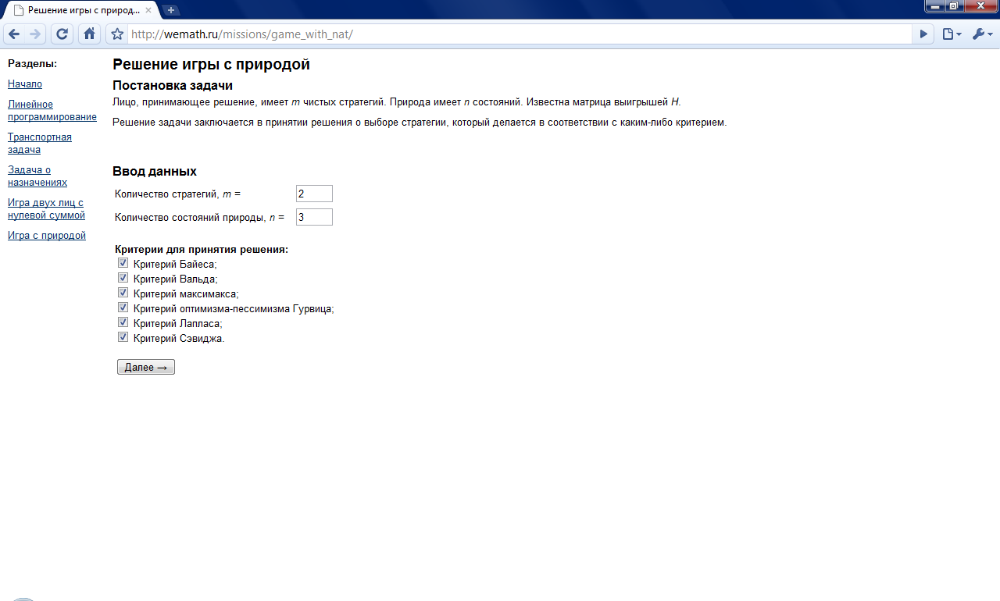 Решение игры с природ...
http://wemath.ru/missions/game_with_nat/
Разделы:
Начало
Линейное
программирование
Транспортная
задача
Задача о
назначениях
Игра двух лиц с
нулевой суммой
Игра с природой
Решение игры с природой
Постановка задачи
Лицо, принимающее решение, имеет m чистых стратегий. Природа имеет n состояний. Известна матрица выигрышей H.
Решение задачи заключается в принятии решения о выборе стратегии, который делается в соответствии с каким-либо критерием.
Ввод данных
Количество стратегий, m = 2
Количество состояний природы, n = 3
Критерии для принятия решения:
Критерий Байеса;
Критерий Вальда;
Критерий максимакса;
Критерий оптимизма-пессимизма Гурвица;
Критерий Лапласа;
Критерий Сэвиджа.
Далее →